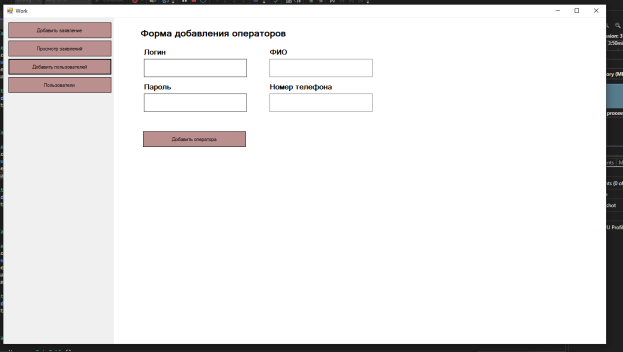 Work
Добавить заявление
Просмотр заявлений
Добавить пользователей
Пользователи
Форма добавления операторов
Логин
ФИО
Пароль
Номер телефона
Добавить оператора